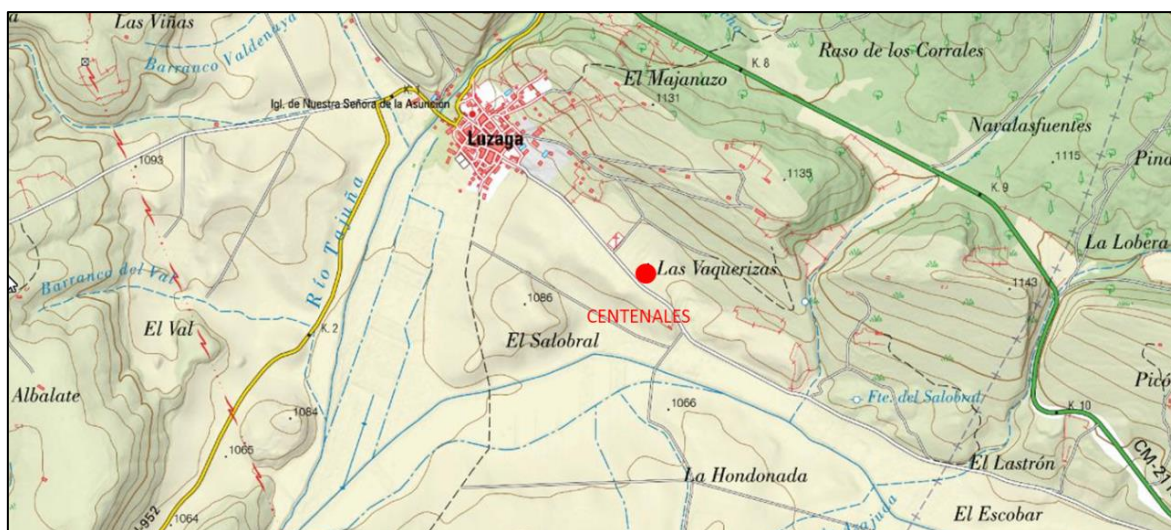 Las Viñas
Barranco Valdenaya
Raso de los Corrales
K. 8
El Majanazo
K. 1
1131
Igl. de Nuestra Señora de la Asunción
Navalasfuentes
Luzaga
1093
1115
1135
K. 9
Río Tajuña
La Lobera
Las Vaquerizas
Barranco del Val
1143
1086
CENTENALES
El Val
K. 2
El Salobral
Albalate
Fte. del Salobral
1084
1066
K. 10
1065
El Lastrón
La Hondonada
1064
El Escobar